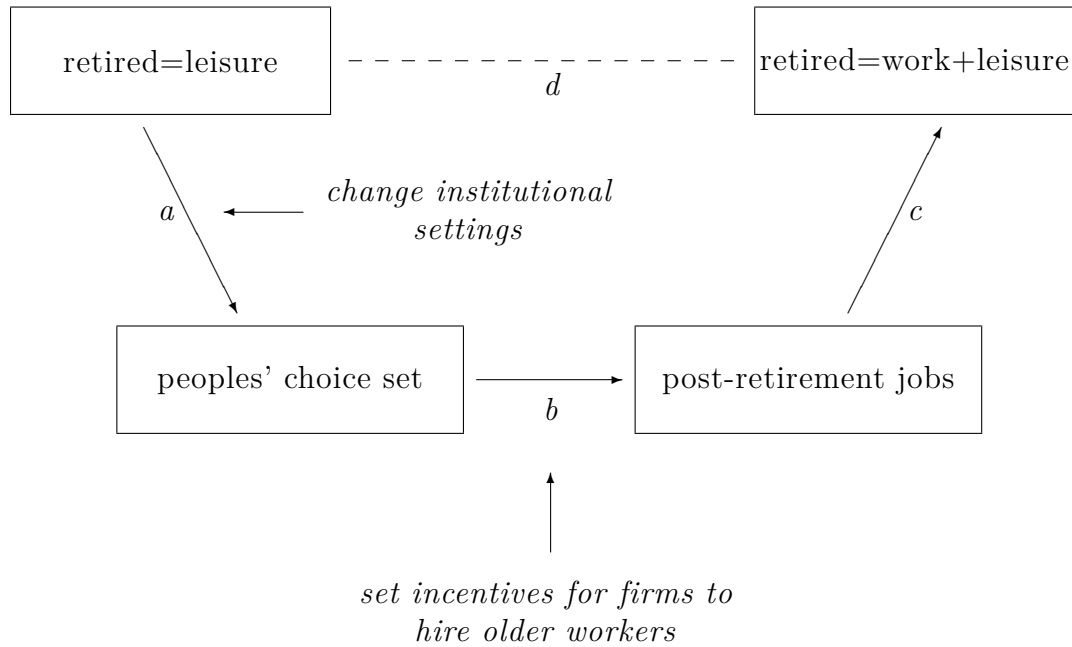 retired=leisure
retired=work+leisure
d
change institutional
settings
a
c
peoples’ choice set
post-retirement jobs
b
set incentives for firms to
hire older workers